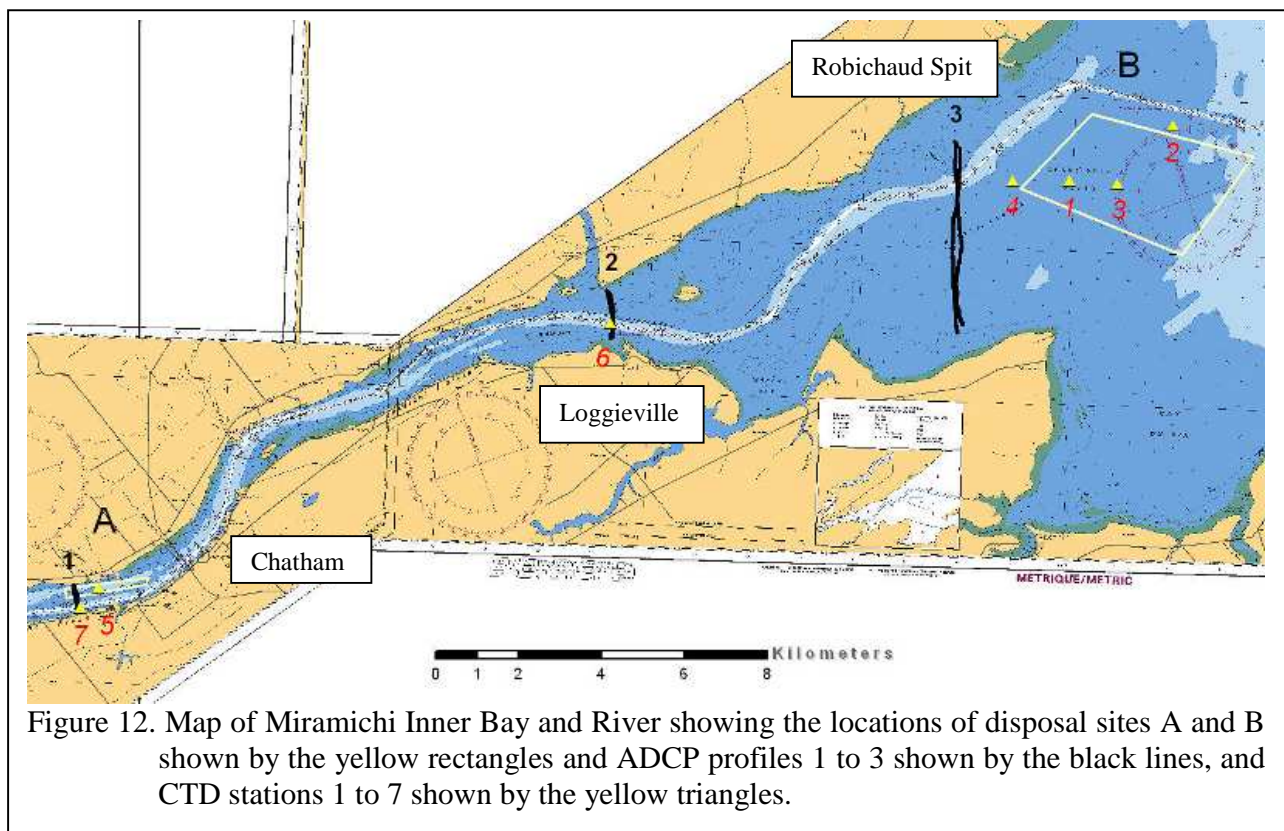 Robichaud Spit
B
3
2
4
1
3
2
6
Loggieville
A
Chatham
1
7
5
METRIQUE/METRIC
Kilometers
0 1 2 4 6 8
Figure 12. Map of Miramichi Inner Bay and River showing the locations of disposal sites A and B
shown by the yellow rectangles and ADCP profiles 1 to 3 shown by the black lines, and
CTD stations 1 to 7 shown by the yellow triangles.